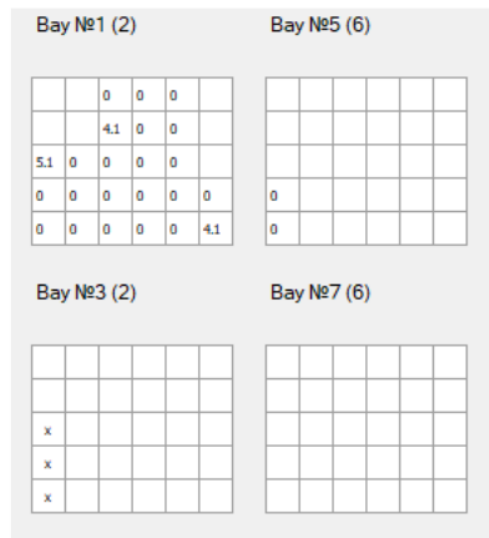 Bay №1 (2) Bay №5 (6)
0 0 0
4.1 0 0
5.1 0 0 0 0
0 0 0 0 0 0 0
0 0 0 0 0 4.1 0
Bay №3 (2) Bay №7 (6)
x
x
x